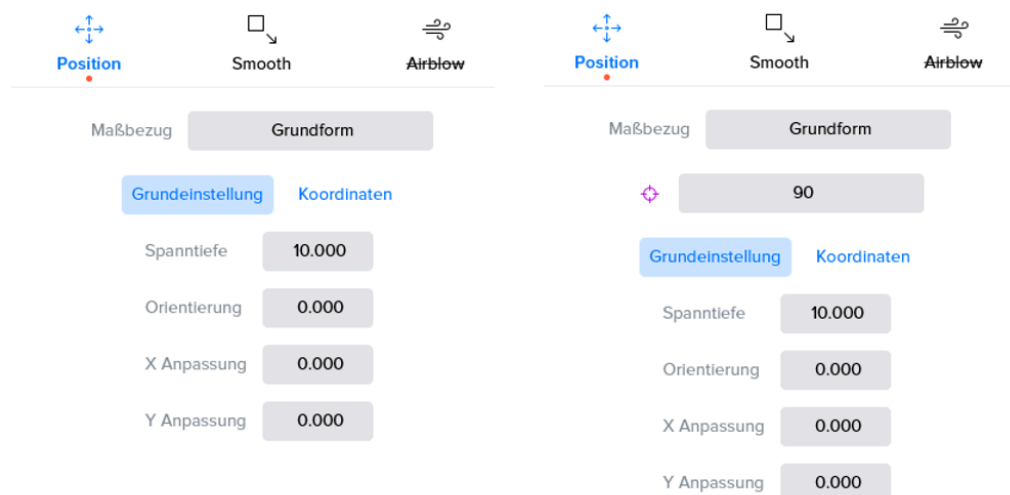 Position Smooth Airblow
Maßbezug Grundform
Grundeinstellung Koordinaten
Spanntiefe 10.000
Orientierung 0.000
X Anpassung 0.000
Y Anpassung 0.000
Position Smooth Airblow
Maßbezug Grundform
90
Grundeinstellung Koordinaten
Spanntiefe 10.000
Orientierung 0.000
X Anpassung 0.000
Y Anpassung 0.000